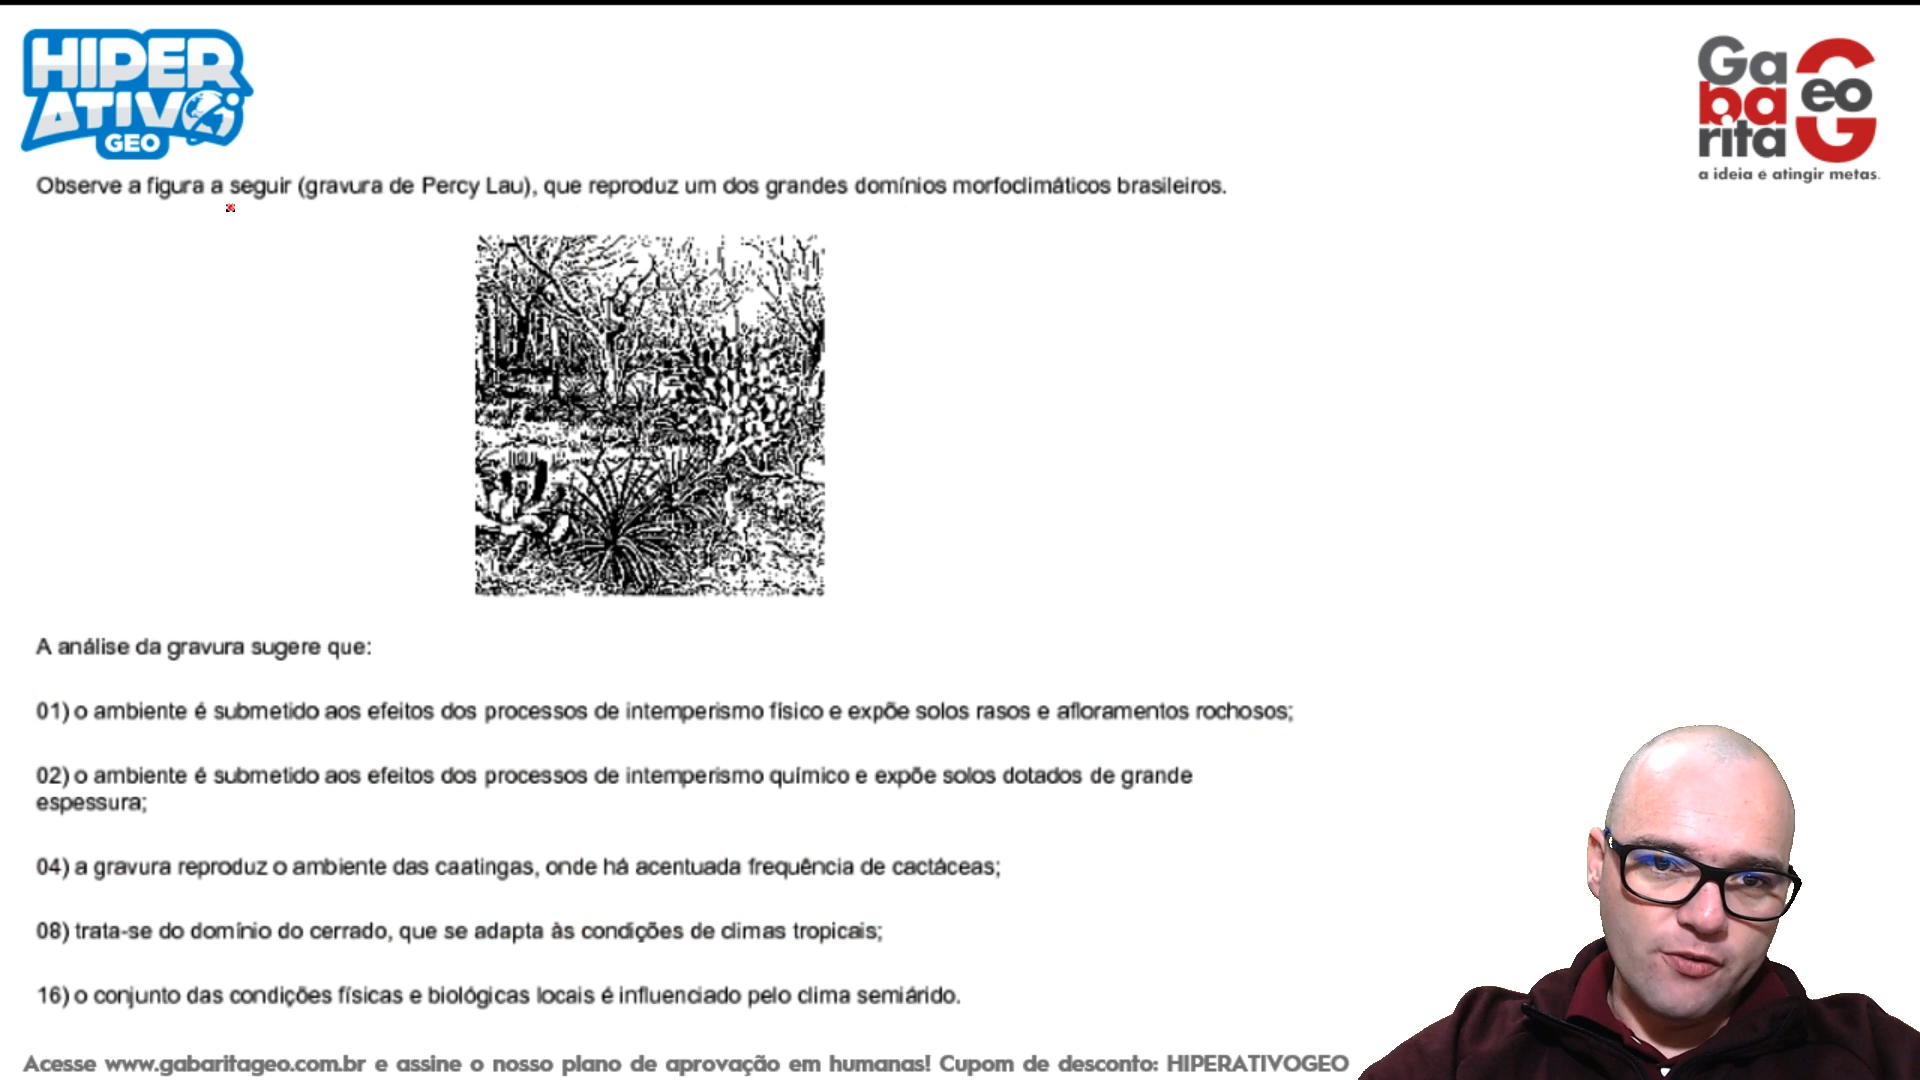 HIPER
ATIVO
GEO
Ga
ba
rita
Geo
a ideia é atingir metas.
Observe a figura a seguir (gravura de Percy Lau), que reproduz um dos grandes domínios morfoclimáticos brasileiros.
A análise da gravura sugere que:
01) o ambiente é submetido aos efeitos dos processos de intemperismo físico e expõe solos rasos e afloramentos rochosos;
02) o ambiente é submetido aos efeitos dos processos de intemperismo químico e expõe solos dotados de grande
espessura;
04) a gravura reproduz o ambiente das caatingas, onde há acentuada frequência de cactáceas;
08) trata-se do domínio do cerrado, que se adapta às condições de climas tropicais;
16) o conjunto das condições físicas e biológicas locais é influenciado pelo clima semiárido.
Acesse www.gabaritageo.com.br e assine o nosso plano de aprovação em humanas! Cupom de desconto: HIPERATIVOGEO